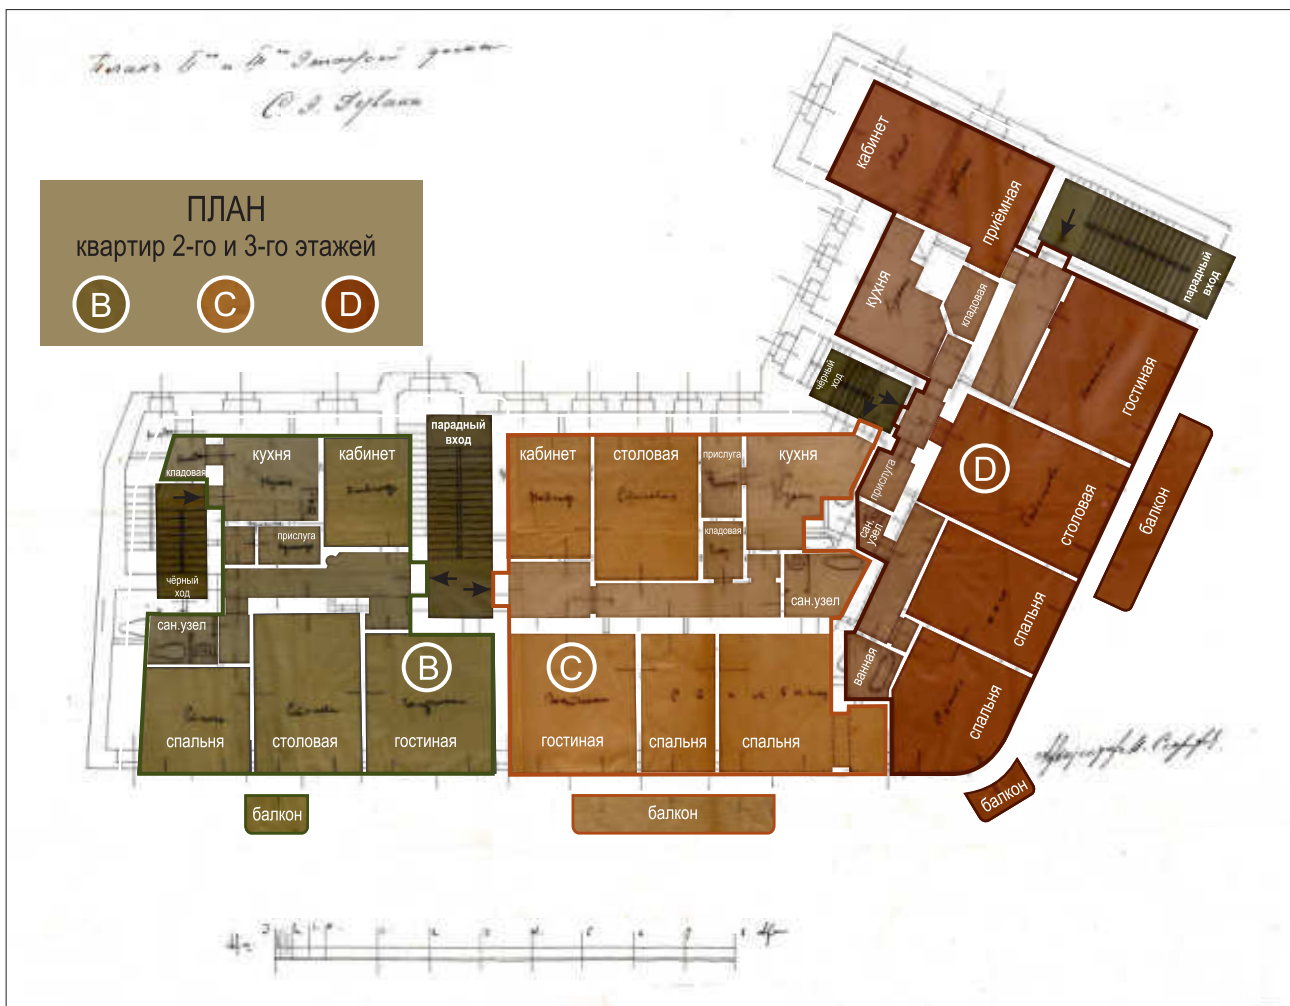 ПЛАН
квартир 2-го и 3-го этажей
B
C
D
кабинет
приёмная
кухня
кладовая
парадный
вход
гостиная
чёрный
ход
D
столовая
балкон
прислуга
сан.
узел
спальня
ванная
спальня
балкон
кладовая
кухня
кабинет
прислуга
чёрный
ход
сан.узел
B
спальня
столовая
гостиная
балкон
парадный
вход
кабинет
столовая
прислуга
кухня
кладовая
сан.узел
C
гостиная
спальня
спальня
балкон